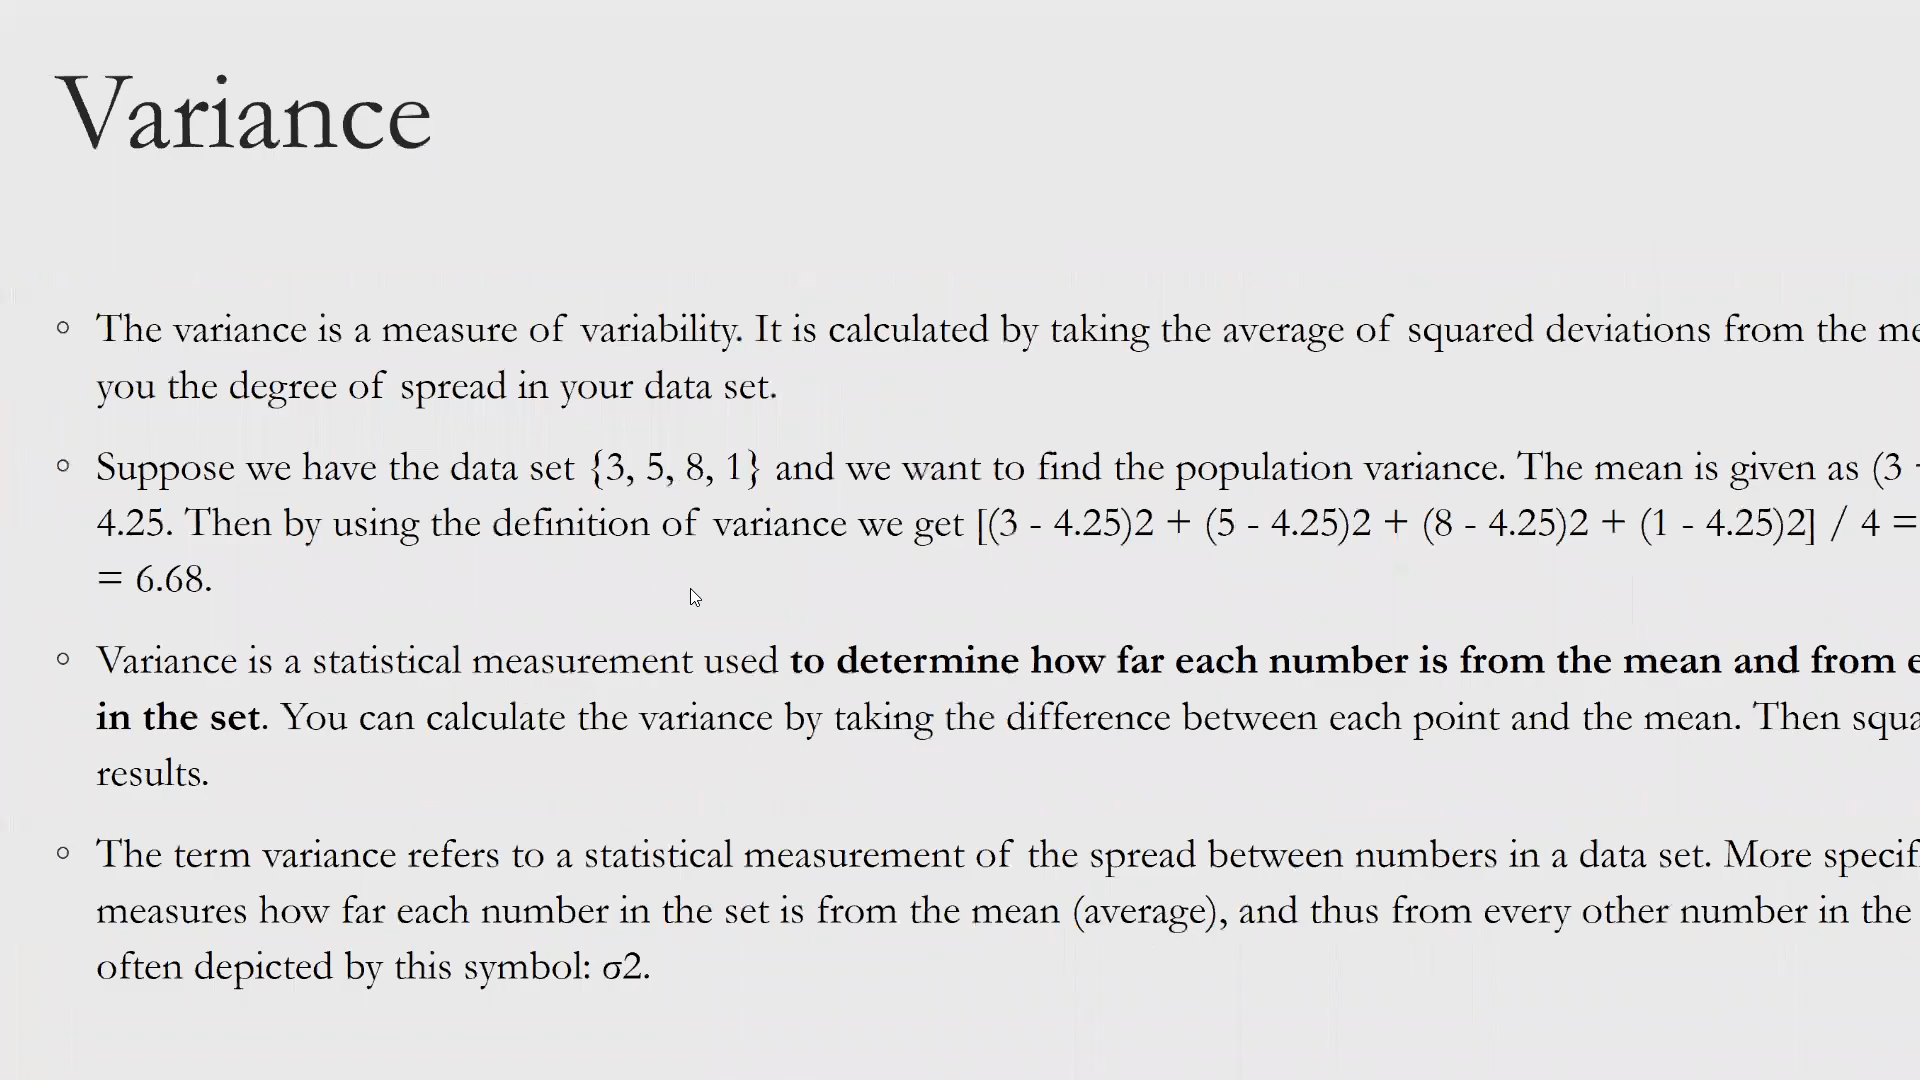 Variance
The variance is a measure of variability. It is calculated by taking the average of squared deviations from the
you the degree of spread in your data set.
Suppose we have the data set {3, 5, 8, 1} and we want to find the population variance. The mean is given as (3
4.25. Then by using the definition of variance we get [(3 - 4.25)2 + (5 - 4.25)2 + (8 - 4.25)2 + (1 - 4.25)2] / 4 =
= 6.68.
Variance is a statistical measurement used to determine how far each number is from the mean and from
in the set. You can calculate the variance by taking the difference between each point and the mean. Then
results.
The term variance refers to a statistical measurement of the spread between numbers in a data set. More
measures how far each number in the set is from the mean (average), and thus from every other number in the
often depicted by this symbol: σ2.